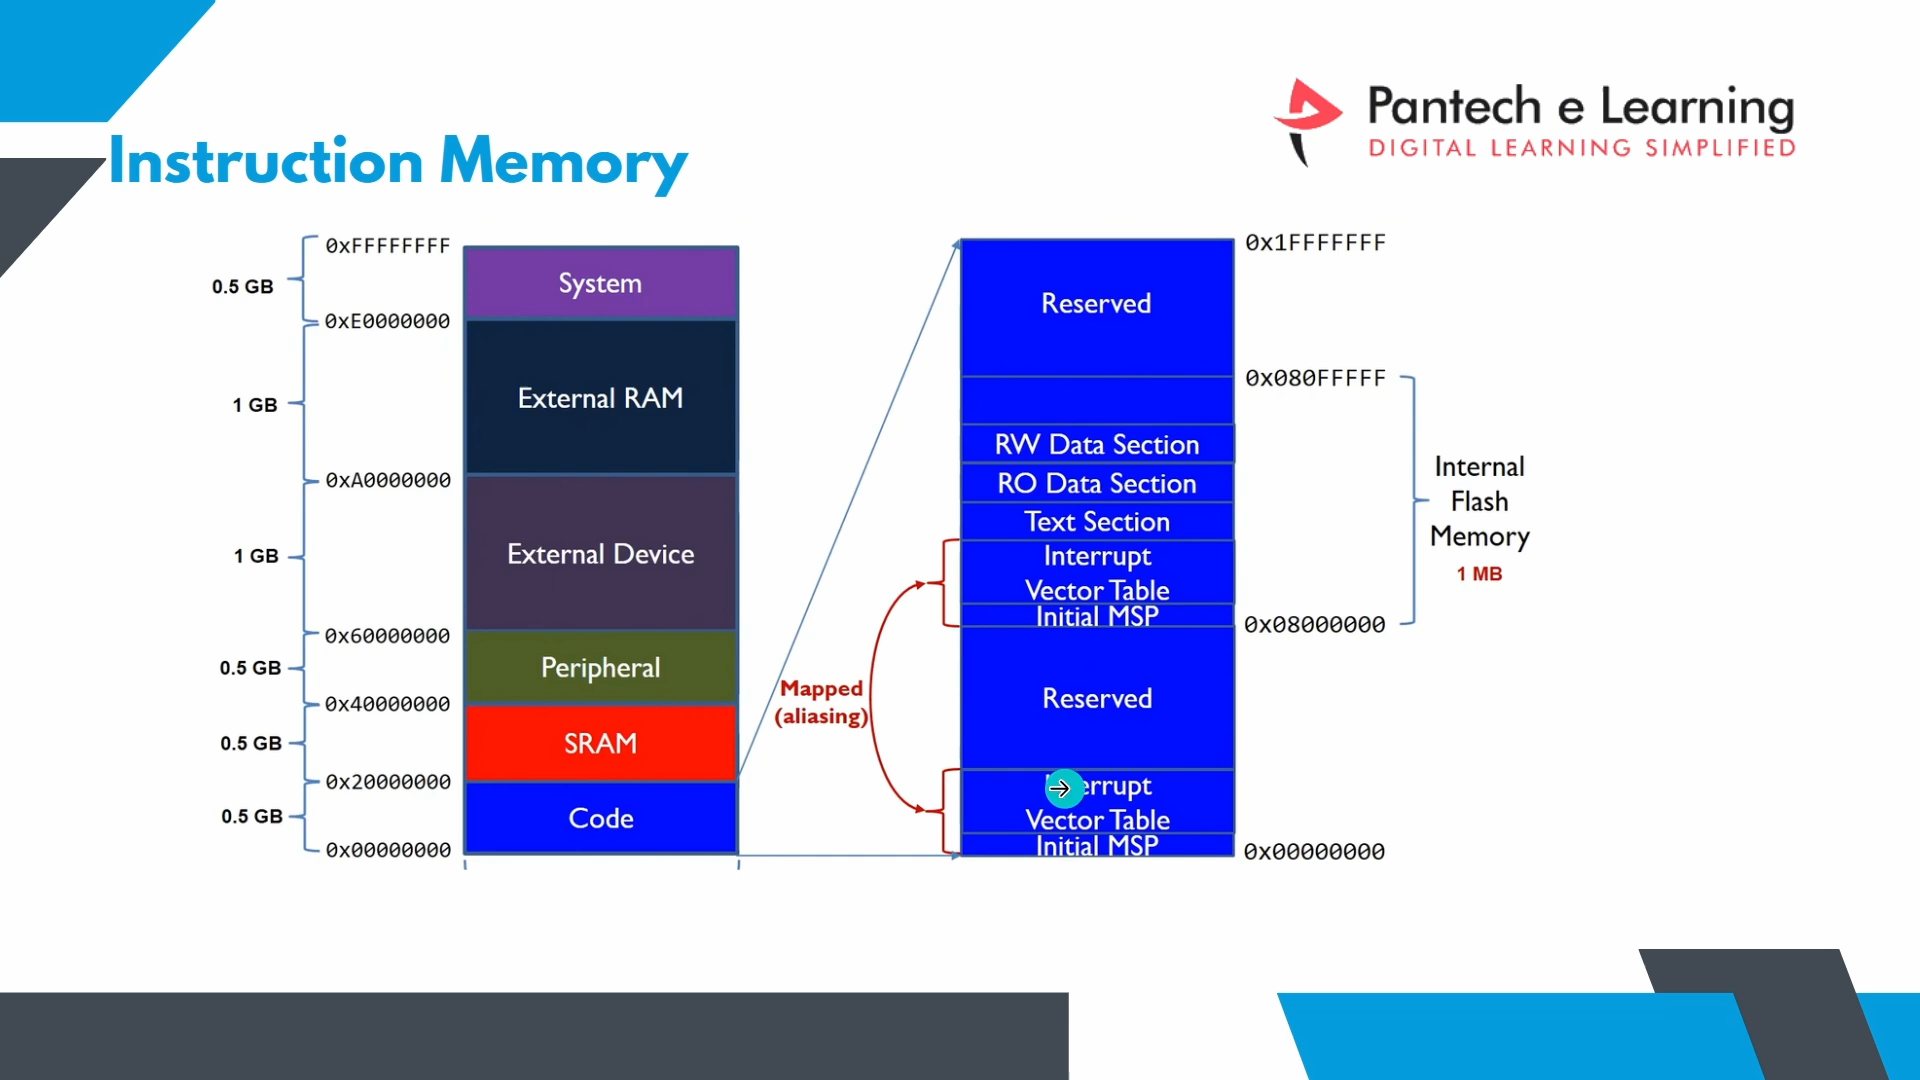 Pantech e Learning
DIGITAL LEARNING SIMPLIFIED
Instruction Memory
0xFFFFFFFF
System
0.5 GB
0xE0000000
External RAM
1 GB
0xA0000000
External Device
1 GB
0x60000000
Peripheral
0.5 GB
0x40000000
SRAM
0.5 GB
0x20000000
Code
0.5 GB
0x00000000
Mapped
(aliasing)
0x1FFFFFFF
Reserved
0x080FFFFF
RW Data Section
RO Data Section
Text Section
Interrupt
Vector Table
Initial MSP
0x08000000
Internal
Flash
Memory
1 MB
Reserved
errupt
Vector Table
Initial MSP
0x00000000